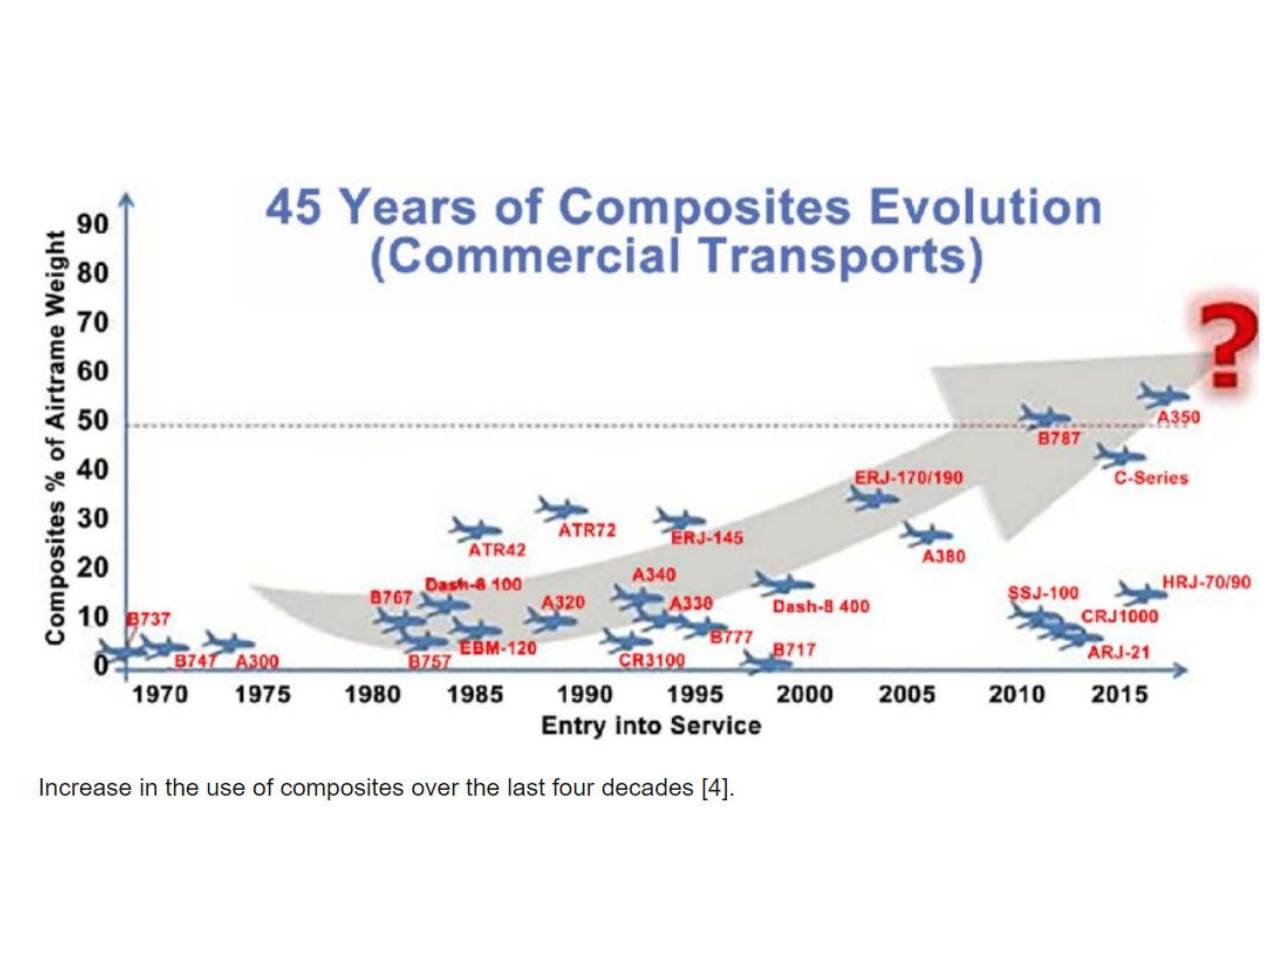 45 Years of Composites Evolution
(Commercial Transports)
Composites % of Airtrame Weight
90
80
70
60
50
40
30
20
10
0
?
A350
B787
C-Series
ERJ-170/190
A380
ATR72
ATR42
ERJ-145
HRJ-70/90
SSJ-100
CRJ1000
ARJ-21
A340
Dash-8 100
B767
A320
A330
Dash-8 400
B737
EBM-120
B777
B717
B747
A300
B757
CR3100
1970 1975 1980 1985 1990 1995 2000 2005 2010 2015
Entry into Service
Increase in the use of composites over the last four decades [4].